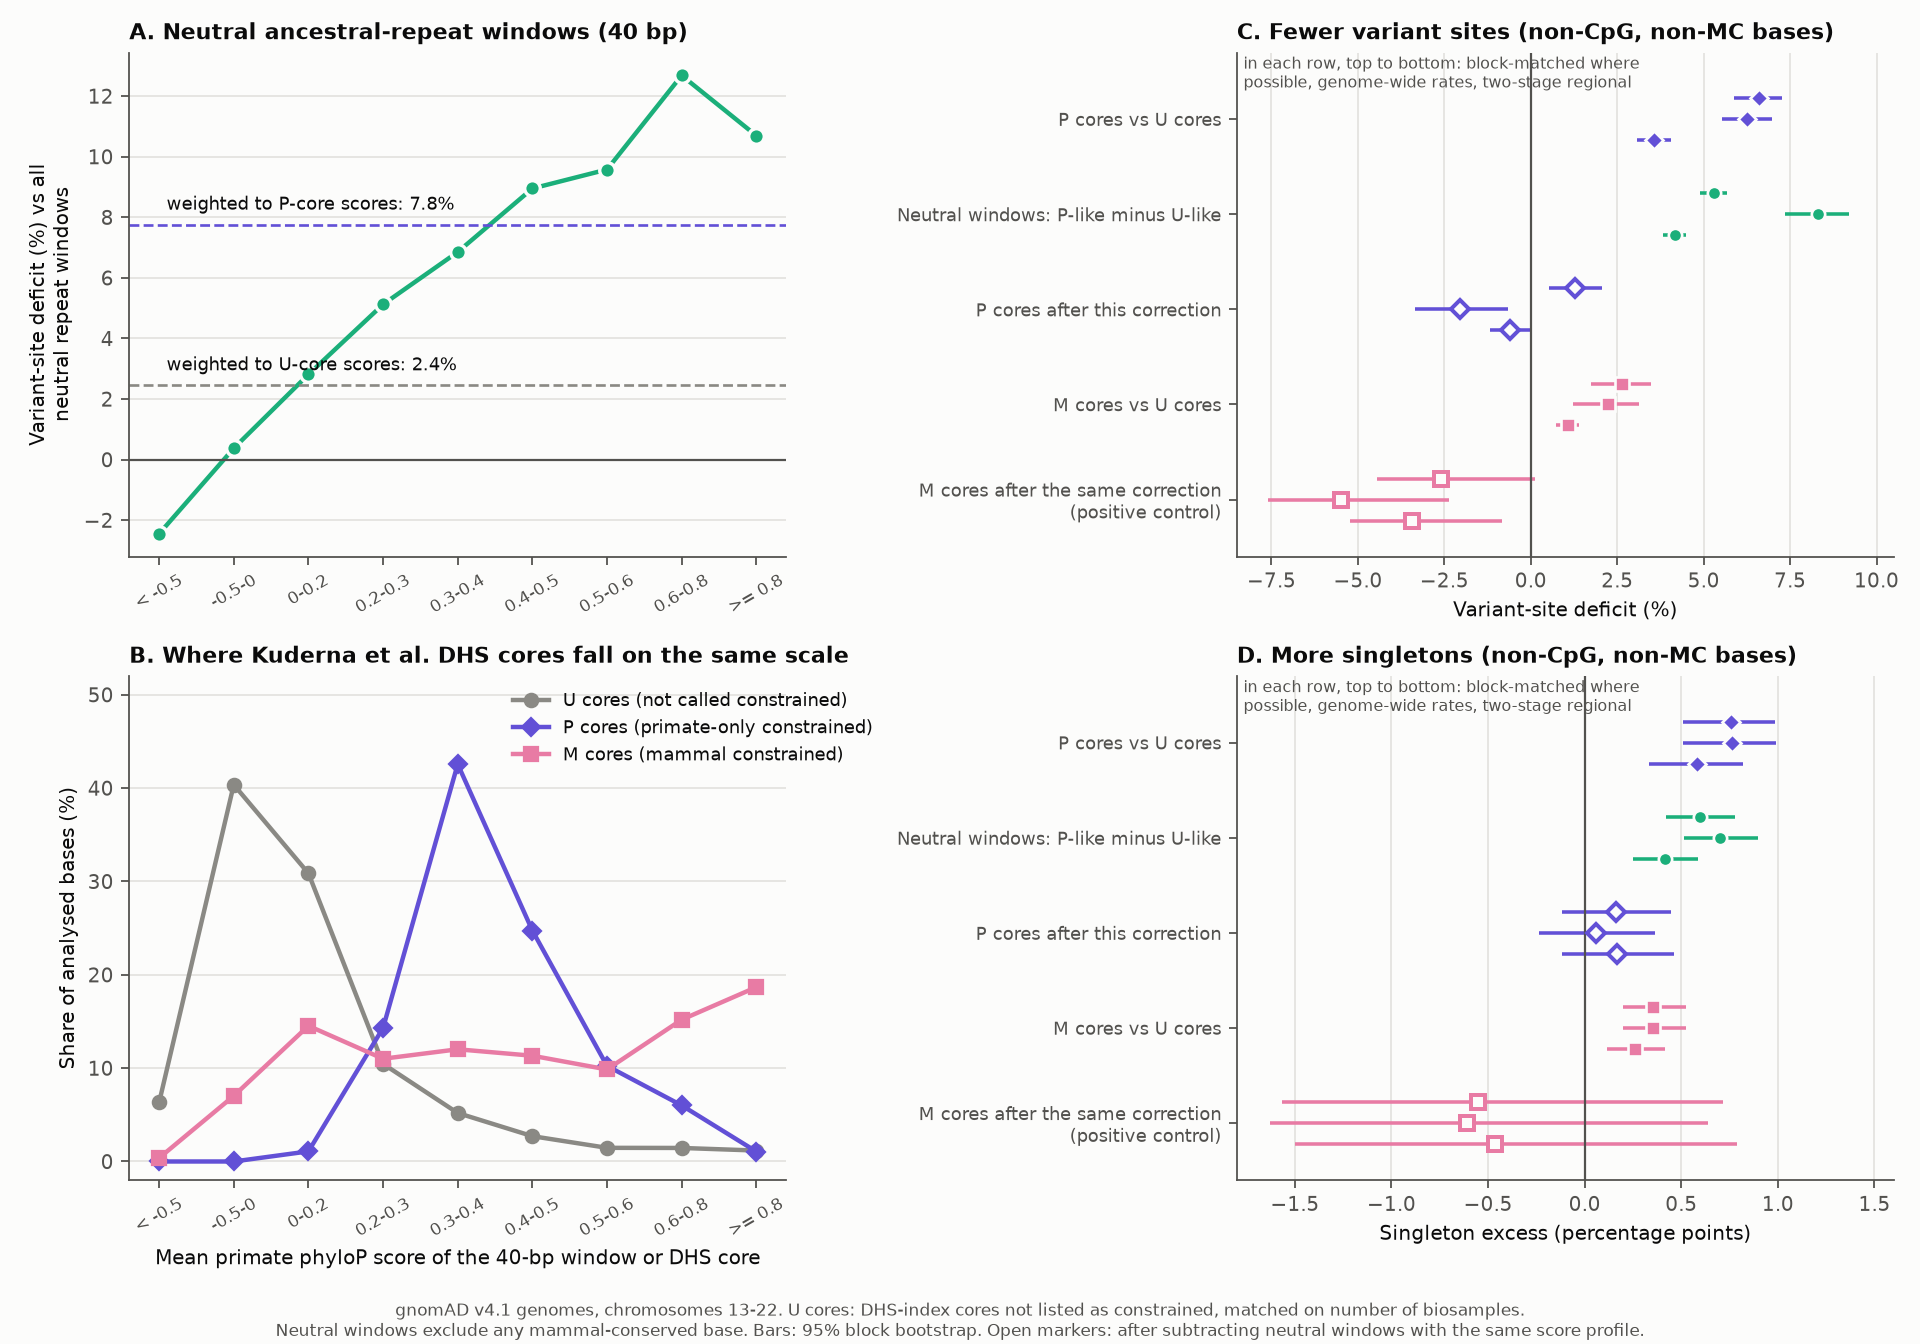 A. Neutral ancestral-repeat windows (40 bp)
Variant-site deficit (%) vs all
neutral repeat windows
12
10
8
6
4
2
0
−2
weighted to P-core scores: 7.8%
weighted to U-core scores: 2.4%
< -0.5
-0.5-0
0-0.2
0.2-0.3
0.3-0.4
0.4-0.5
0.5-0.6
0.6-0.8
>= 0.8
C. Fewer variant sites (non-CpG, non-MC bases)
in each row, top to bottom: block-matched where
possible, genome-wide rates, two-stage regional
P cores vs U cores
Neutral windows: P-like minus U-like
P cores after this correction
M cores vs U cores
M cores after the same correction
(positive control)
−7.5
−5.0
−2.5
0.0
2.5
5.0
7.5
10.0
Variant-site deficit (%)
B. Where Kuderna et al. DHS cores fall on the same scale
Share of analysed bases (%)
50
40
30
20
10
0
U cores (not called constrained)
P cores (primate-only constrained)
M cores (mammal constrained)
< -0.5
-0.5-0
0-0.2
0.2-0.3
0.3-0.4
0.4-0.5
0.5-0.6
0.6-0.8
>= 0.8
Mean primate phyloP score of the 40-bp window or DHS core
D. More singletons (non-CpG, non-MC bases)
in each row, top to bottom: block-matched where
possible, genome-wide rates, two-stage regional
P cores vs U cores
Neutral windows: P-like minus U-like
P cores after this correction
M cores vs U cores
M cores after the same correction
(positive control)
−1.5
−1.0
−0.5
0.0
0.5
1.0
1.5
Singleton excess (percentage points)
gnomAD v4.1 genomes, chromosomes 13-22. U cores: DHS-index cores not listed as constrained, matched on number of biosamples.
Neutral windows exclude any mammal-conserved base. Bars: 95% block bootstrap. Open markers: after subtracting neutral windows with the same score profile.